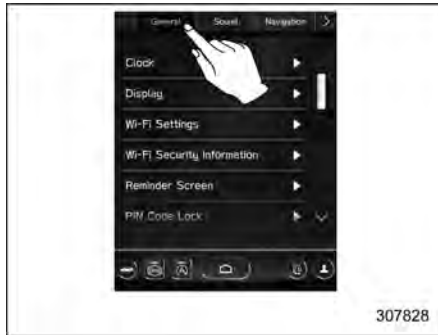 General Sound Navigation
Clock
Display
Wi-Fi Settings
Wi-Fi Security Information
Reminder Screen
PIN Code Lock
307828